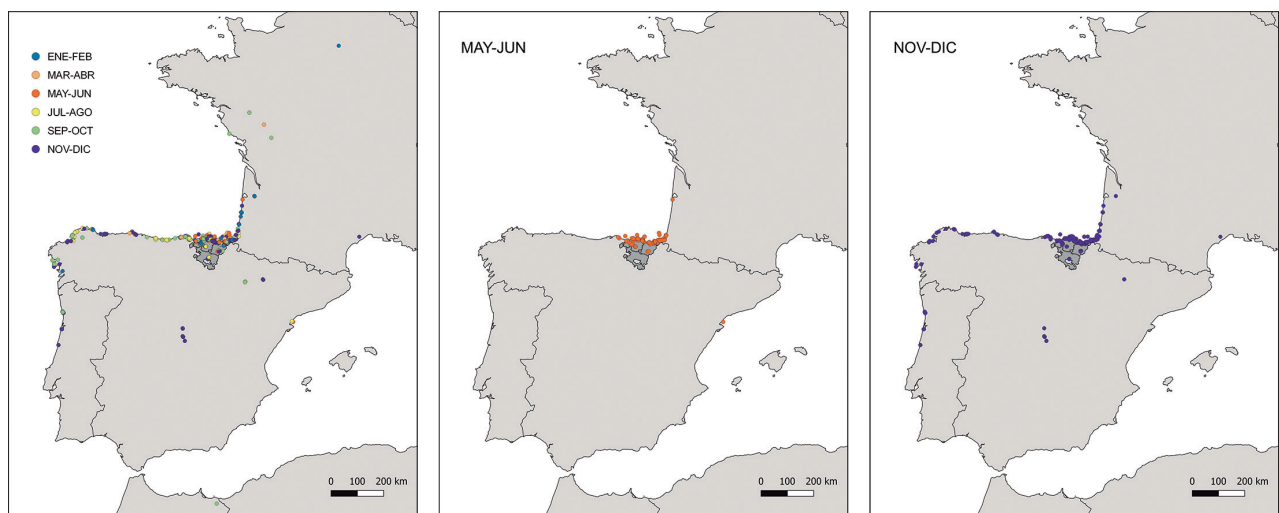 ENE-FEB
MAR-ABR
MAY-JUN
JUL-AGO
SEP-OCT
NOV-DIC
0 100 200 km
MAY-JUN
0 100 200 km
NOV-DIC
0 100 200 km